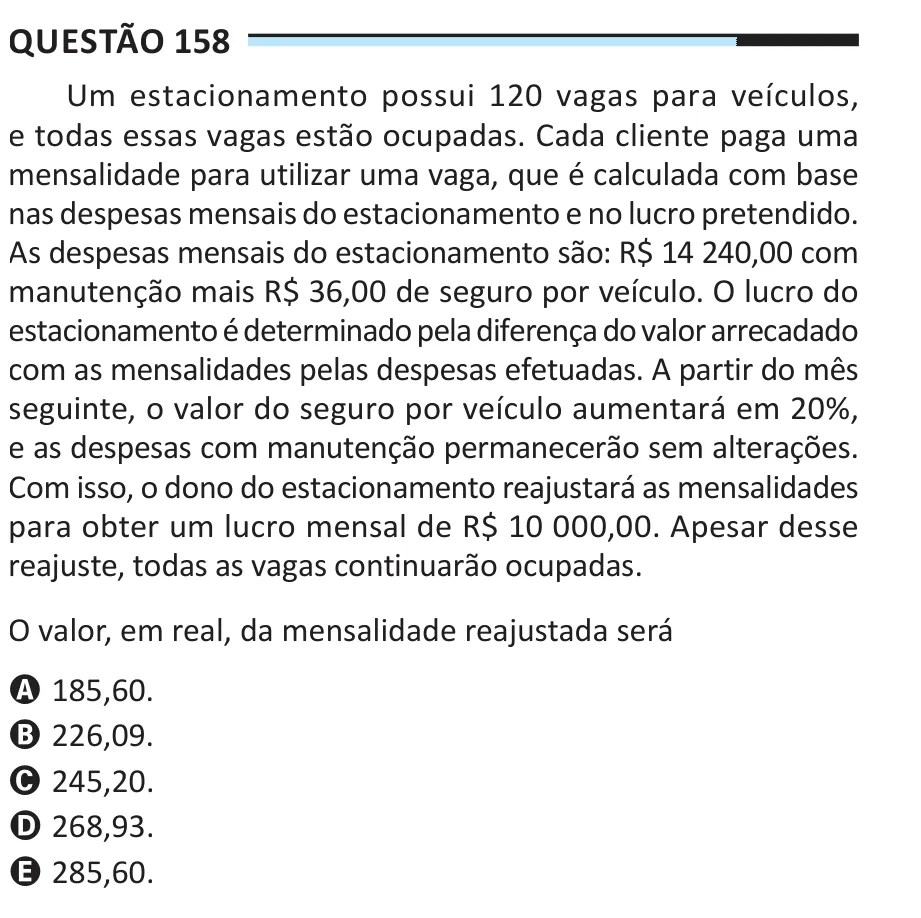 QUESTÃO 158
Um estacionamento possui 120 vagas para veículos,
e todas essas vagas estão ocupadas. Cada cliente paga uma
mensalidade para utilizar uma vaga, que é calculada com base
nas despesas mensais do estacionamento e no lucro pretendido.
As despesas mensais do estacionamento são: R$ 14 240,00 com
manutenção mais R$ 36,00 de seguro por veículo. O lucro do
estacionamento é determinado pela diferença do valor arrecadado
com as mensalidades pelas despesas efetuadas. A partir do mês
seguinte, o valor do seguro por veículo aumentará em 20%,
e as despesas com manutenção permanecerão sem alterações.
Com isso, o dono do estacionamento reajustará as mensalidades
para obter um lucro mensal de R$ 10 000,00. Apesar desse
reajuste, todas as vagas continuarão ocupadas.
O valor, em real, da mensalidade reajustada será
A 185,60.
B 226,09.
C 245,20.
D 268,93.
E 285,60.